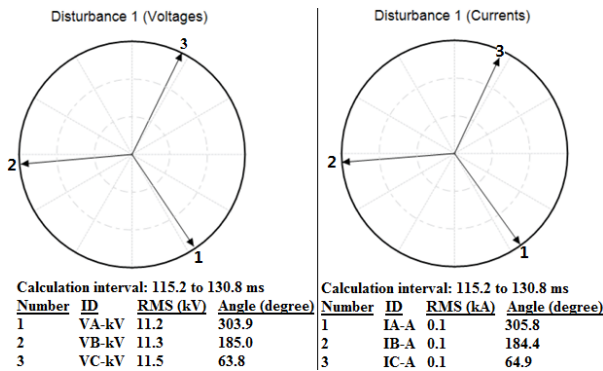 Disturbance 1 (Voltages)
3
2
1
Calculation interval: 115.2 to 130.8 ms
Number ID RMS (kV) Angle (degree)
1 VA-kV 11.2 303.9
2 VB-kV 11.3 185.0
3 VC-kV 11.5 63.8
Disturbance 1 (Currents)
3
2
1
Calculation interval: 115.2 to 130.8 ms
Number ID RMS (kA) Angle (degree)
1 IA-A 0.1 305.8
2 IB-A 0.1 184.4
3 IC-A 0.1 64.9